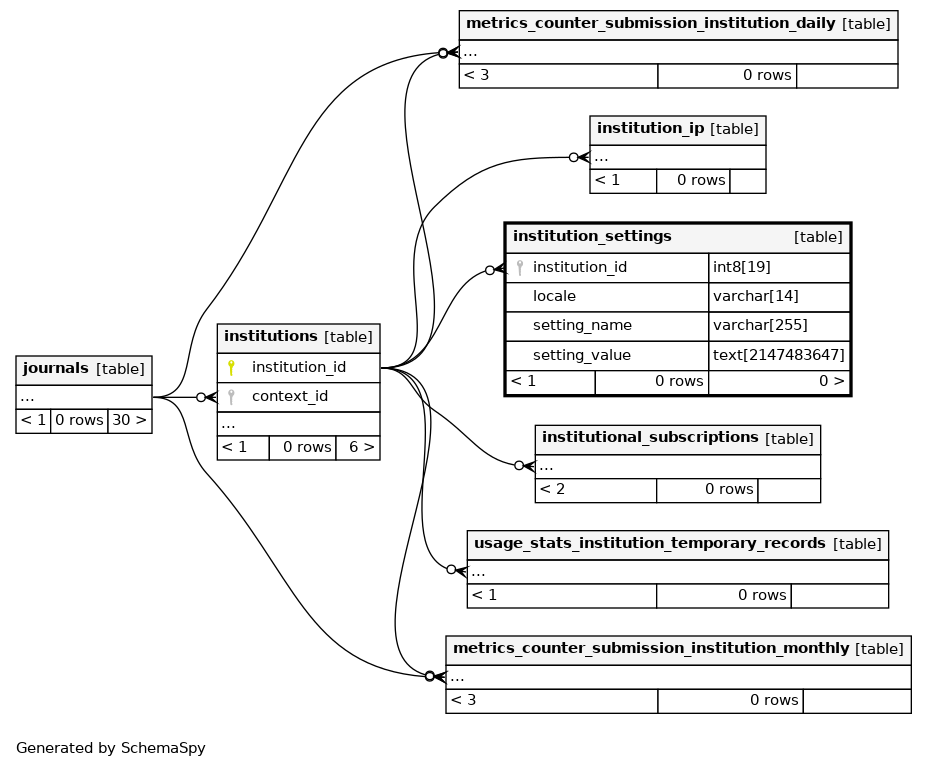 metrics_counter_submission_institution_daily [table]
...
< 3 0 rows
institution_ip [table]
...
< 1 0 rows
institution_settings [table]
institution_id int8[19]
locale varchar[14]
setting_name varchar[255]
setting_value text[2147483647]
< 1 0 rows 0 >
institutions [table]
institution_id
context_id
...
< 1 0 rows 6 >
journals [table]
...
< 1 0 rows 30 >
institutional_subscriptions [table]
...
< 2 0 rows
usage_stats_institution_temporary_records [table]
...
< 1 0 rows
metrics_counter_submission_institution_monthly [table]
...
< 3 0 rows
Generated by SchemaSpy